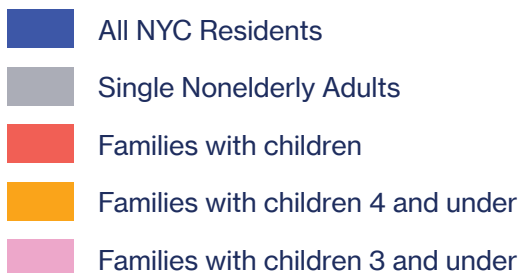 All NYC Residents
Single Nonelderly Adults
Families with children
Families with children 4 and under
Families with children 3 and under